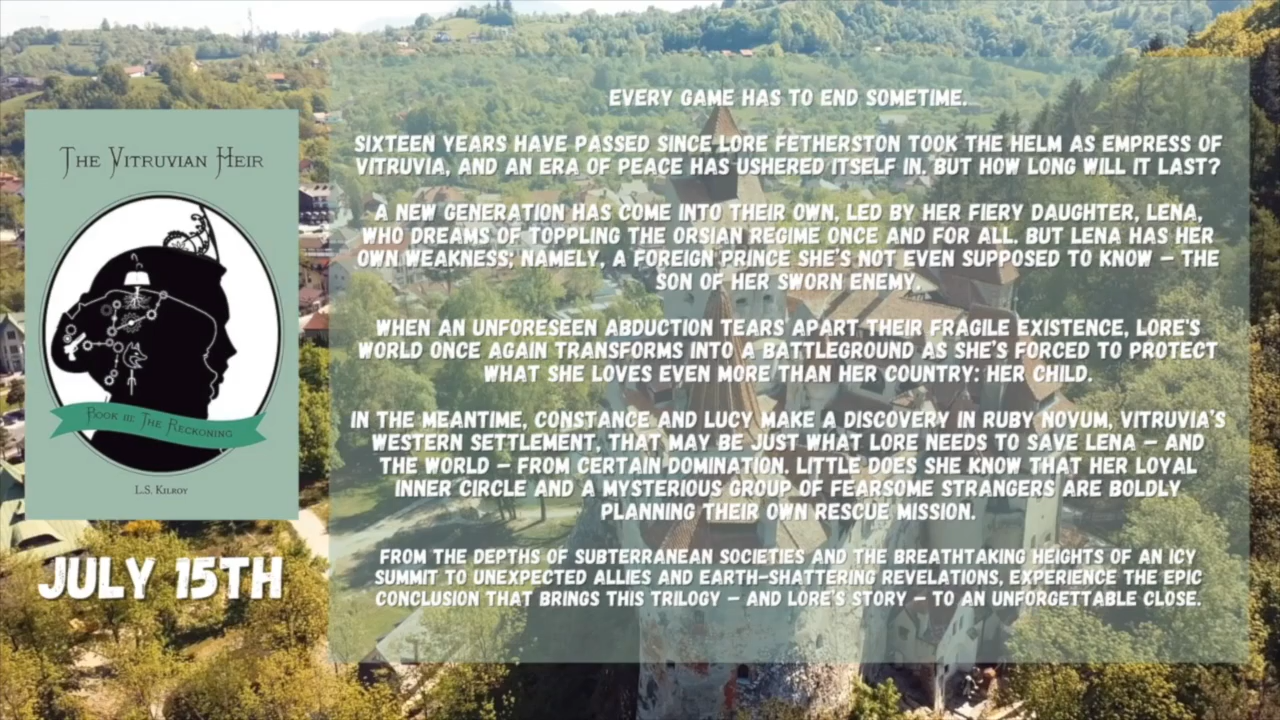 THE VITRUVIAN HEIR
BOOK III: THE RECKONING
L.S. KILROY
JULY 15TH
EVERY GAME HAS TO END SOMETIME.
SIXTEEN YEARS HAVE PASSED SINCE LORE FETHERSTON TOOK THE HELM AS EMPRESS OF
VITRUVIA, AND AN ERA OF PEACE HAS USHERED ITSELF IN. BUT HOW LONG WILL IT LAST?
A NEW GENERATION HAS COME INTO THEIR OWN, LED BY HER FIERY DAUGHTER, LENA,
WHO DREAMS OF TOPPLING THE ORSIAN REGIME ONCE AND FOR ALL. BUT LENA HAS HER
OWN WEAKNESS; NAMELY, A FOREIGN PRINCE SHE'S NOT EVEN SUPPOSED TO KNOW – THE
SON OF HER SWORN ENEMY.
WHEN AN UNFORESEEN ABDUCTION TEARS APART THEIR FRAGILE EXISTENCE, LORE'S
WORLD ONCE AGAIN TRANSFORMS INTO A BATTLEGROUND AS SHE'S FORCED TO PROTECT
WHAT SHE LOVES EVEN MORE THAN HER COUNTRY: HER CHILD.
IN THE MEANTIME, CONSTANCE AND LUCY MAKE A DISCOVERY IN RUBY NOVUM, VITRUVIA'S
WESTERN SETTLEMENT, THAT MAY BE JUST WHAT LORE NEEDS TO SAVE LENA – AND
THE WORLD – FROM CERTAIN DOMINATION. LITTLE DOES SHE KNOW THAT HER LOYAL
INNER CIRCLE AND A MYSTERIOUS GROUP OF FEARSOME STRANGERS ARE BOLDLY
PLANNING THEIR OWN RESCUE MISSION.
FROM THE DEPTHS OF SUBTERRANEAN SOCIETIES AND THE BREATHTAKING HEIGHTS OF AN ICY
SUMMIT TO UNEXPECTED ALLIES AND EARTH-SHATTERING REVELATIONS, EXPERIENCE THE EPIC
CONCLUSION THAT BRINGS THIS TRILOGY – AND LORE'S STORY – TO AN UNFORGETTABLE CLOSE.